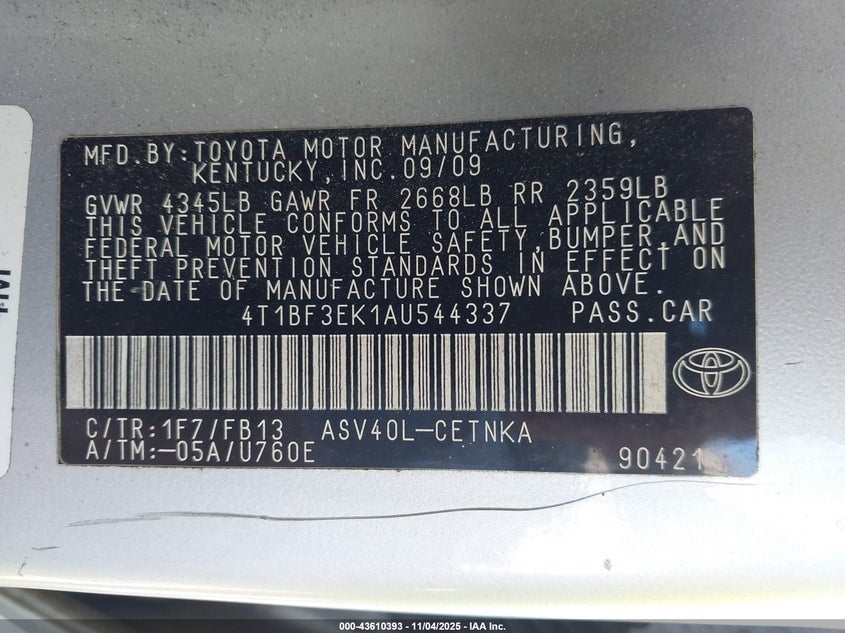 MFD.BY:TOYOTA MOTOR MANUFACTURING,
KENTUCKY,INC.09/09
GVWR 4345LB GAWR FR 2668LB RR 2359LB
THIS VEHICLE CONFORMS TO ALL APPLICABLE
FEDERAL MOTOR VEHICLE SAFETY,BUMPER,AND
THEFT PREVENTION STANDARDS IN EFFECT ON
THE DATE OF MANUFACTURE SHOWN ABOVE.
4T1BF3EK1AU544337 PASS.CAR
C/TR:1F7/FB13 ASV40L-CETNKA
A/TM:-05A/U760E
90421
000-43610393 - 11/04/2025 - IAA Inc.